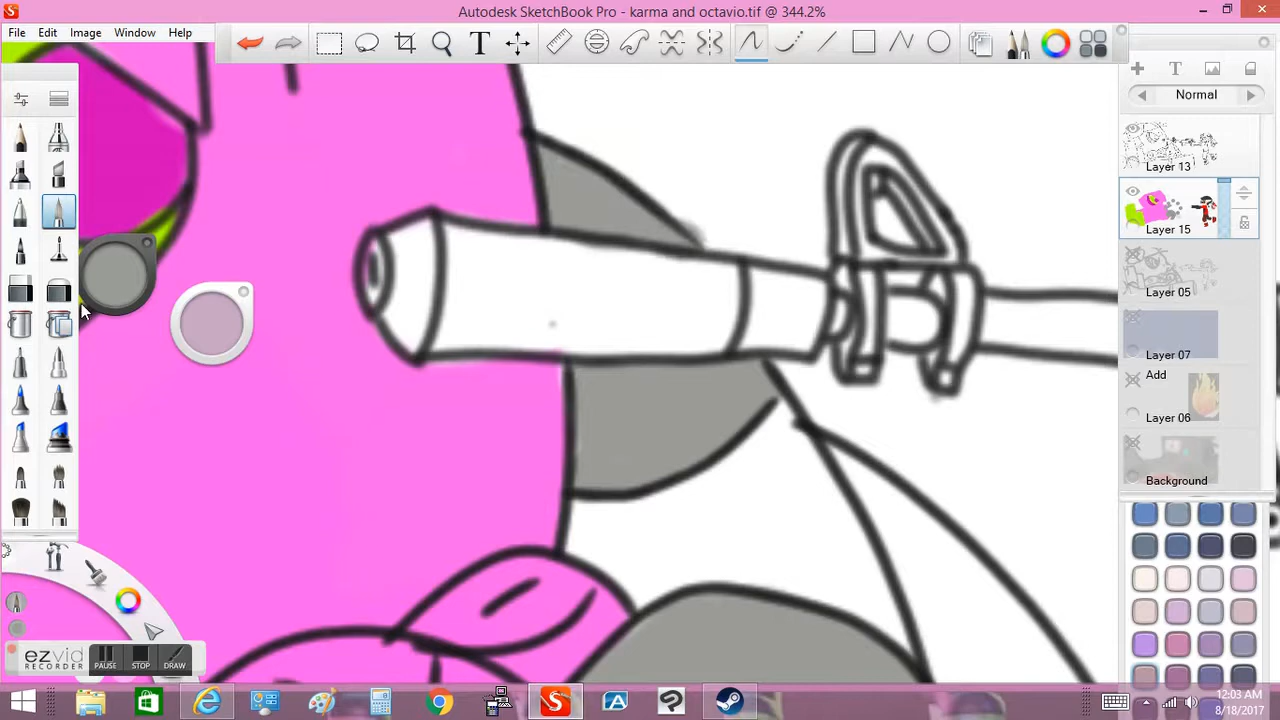 Autodesk SketchBook Pro - karma and octavio.tif @ 344.2%
File Edit Image Window Help
T
T
Normal
Layer 13
Layer 15
Layer 05
Layer 07
Add
Layer 06
Background
ezvid
RECORDER
PAUSE STOP DRAW
12:03 AM
8/18/2017